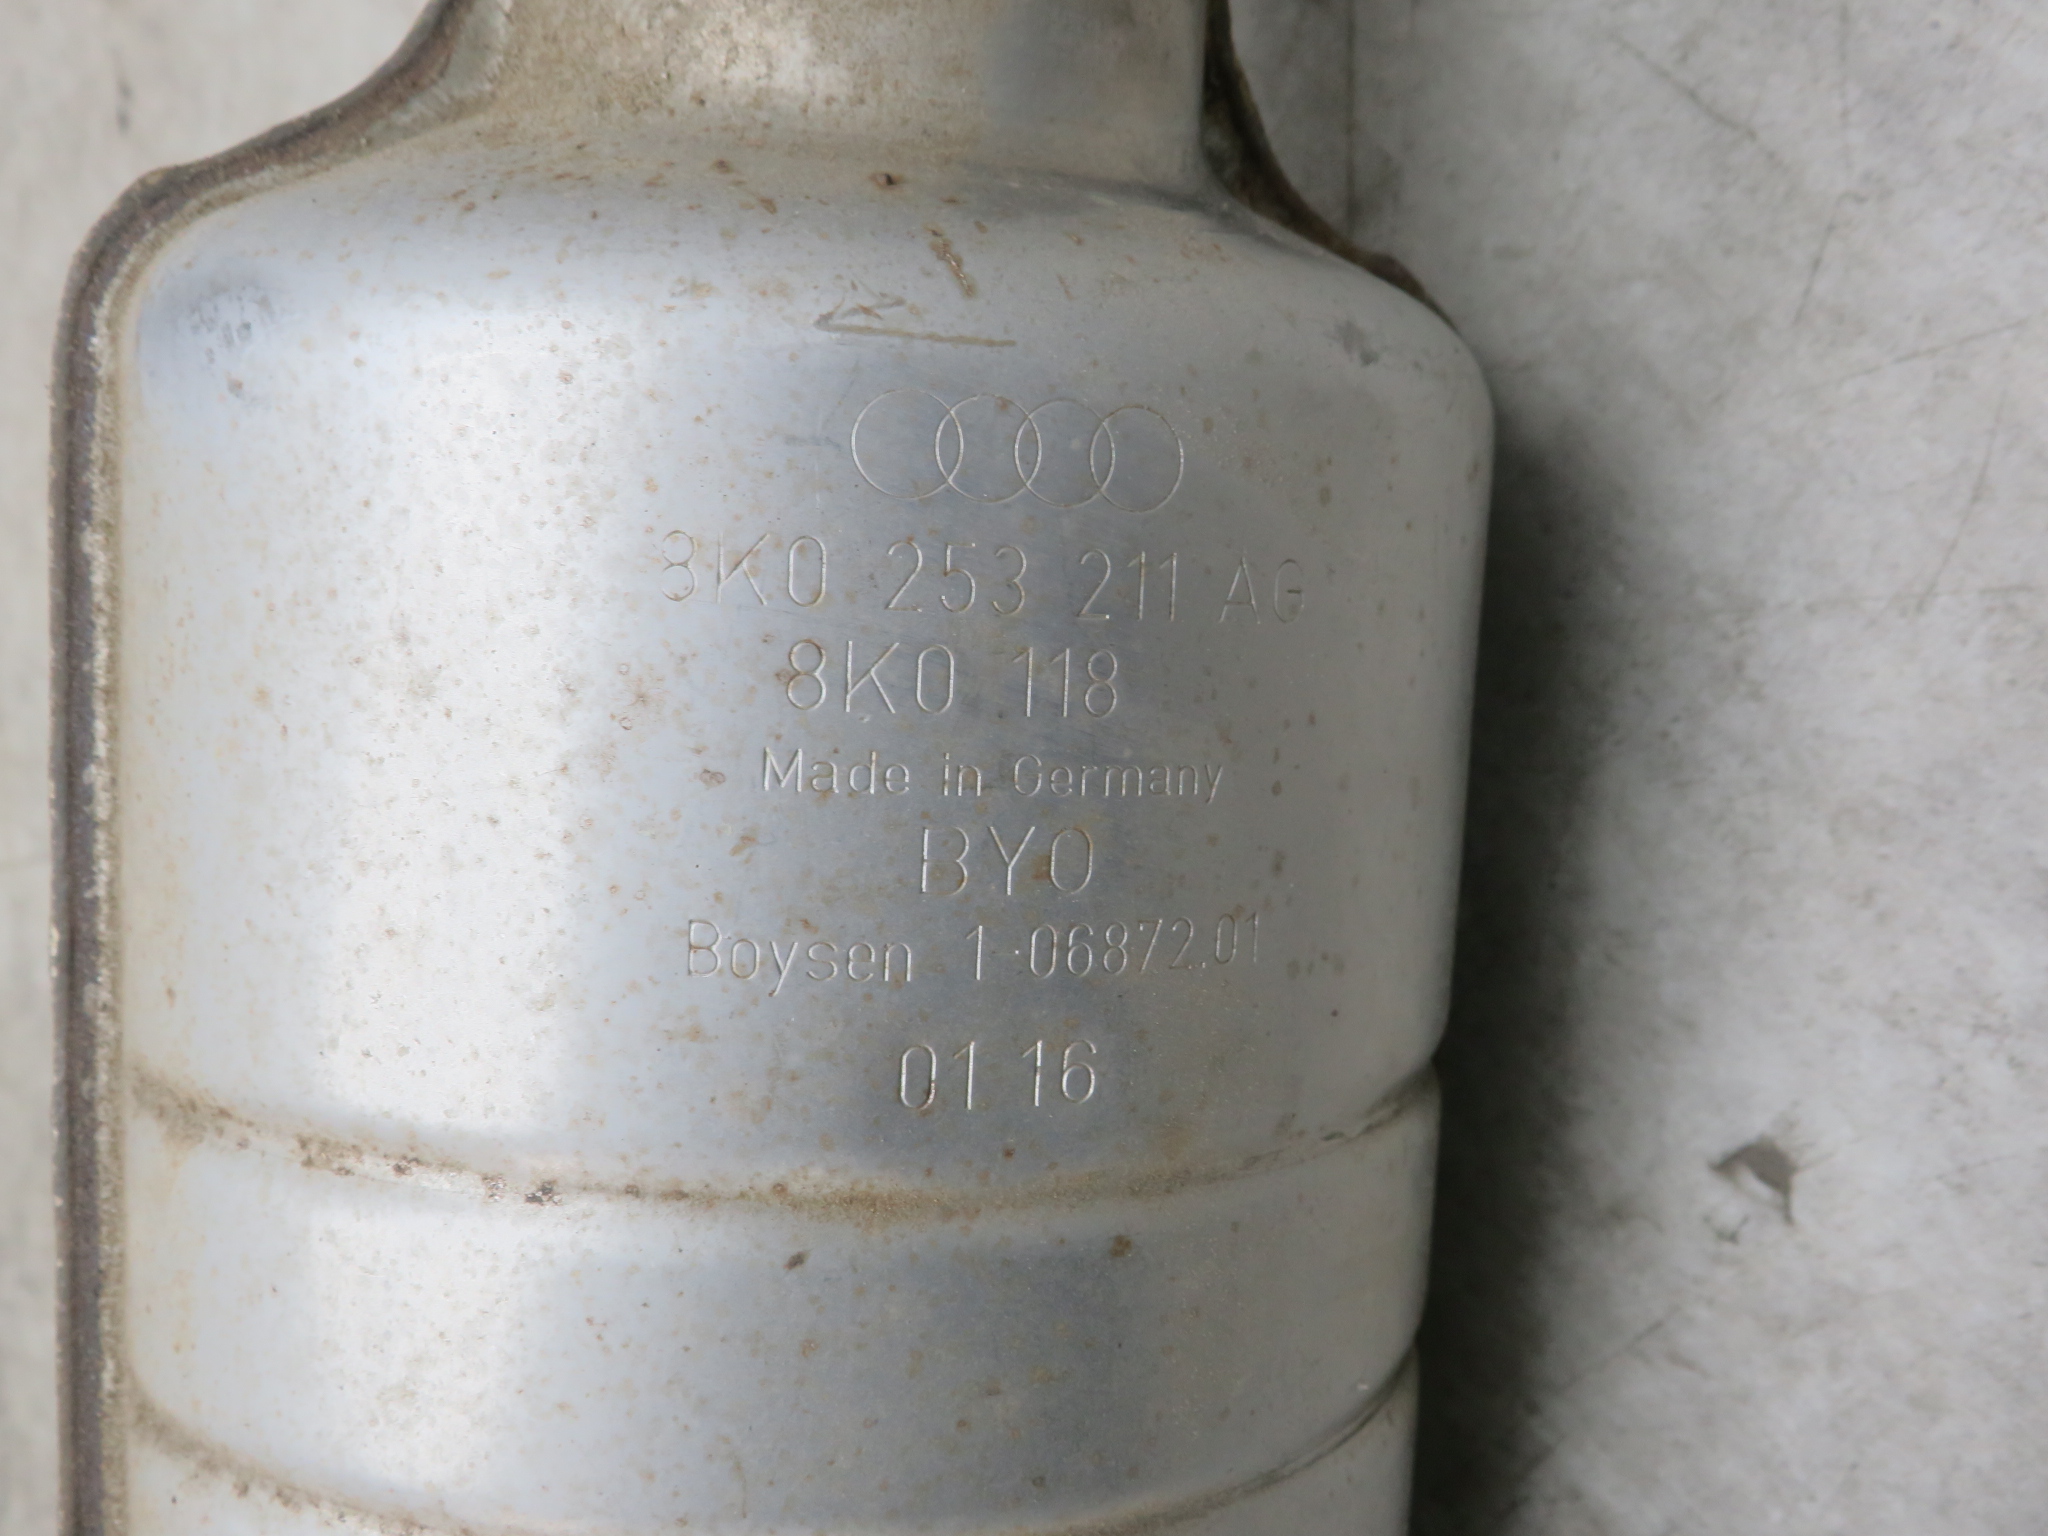 8K0 253 211 AG
8K0 118
Made in Germany
BYO
Boysen 1-06872.01
01 16